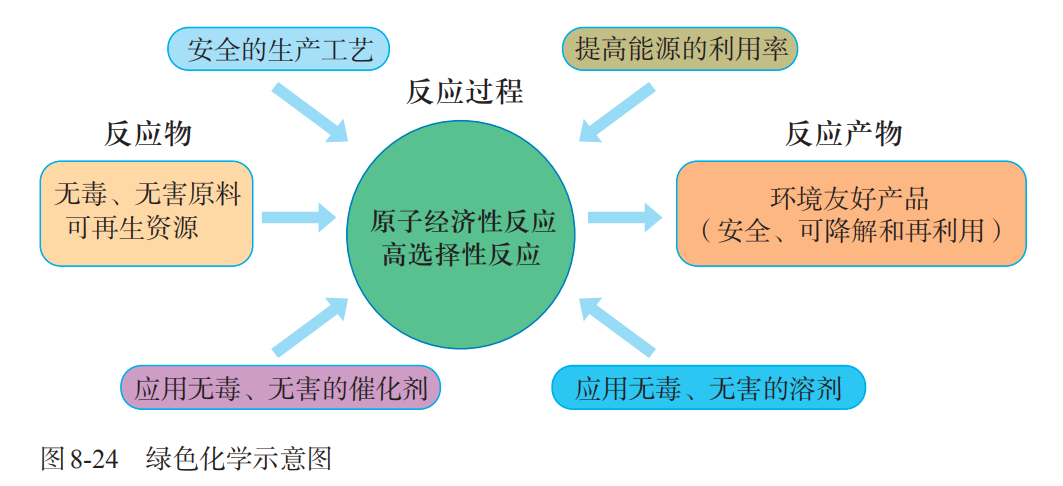 安全的生产工艺
提高能源的利用率
反应过程
反应物
反应产物
无毒、无害原料
可再生资源
原子经济性反应
高选择性反应
环境友好产品
（安全、可降解和再利用）
应用无毒、无害的催化剂
应用无毒、无害的溶剂
图8-24 绿色化学示意图